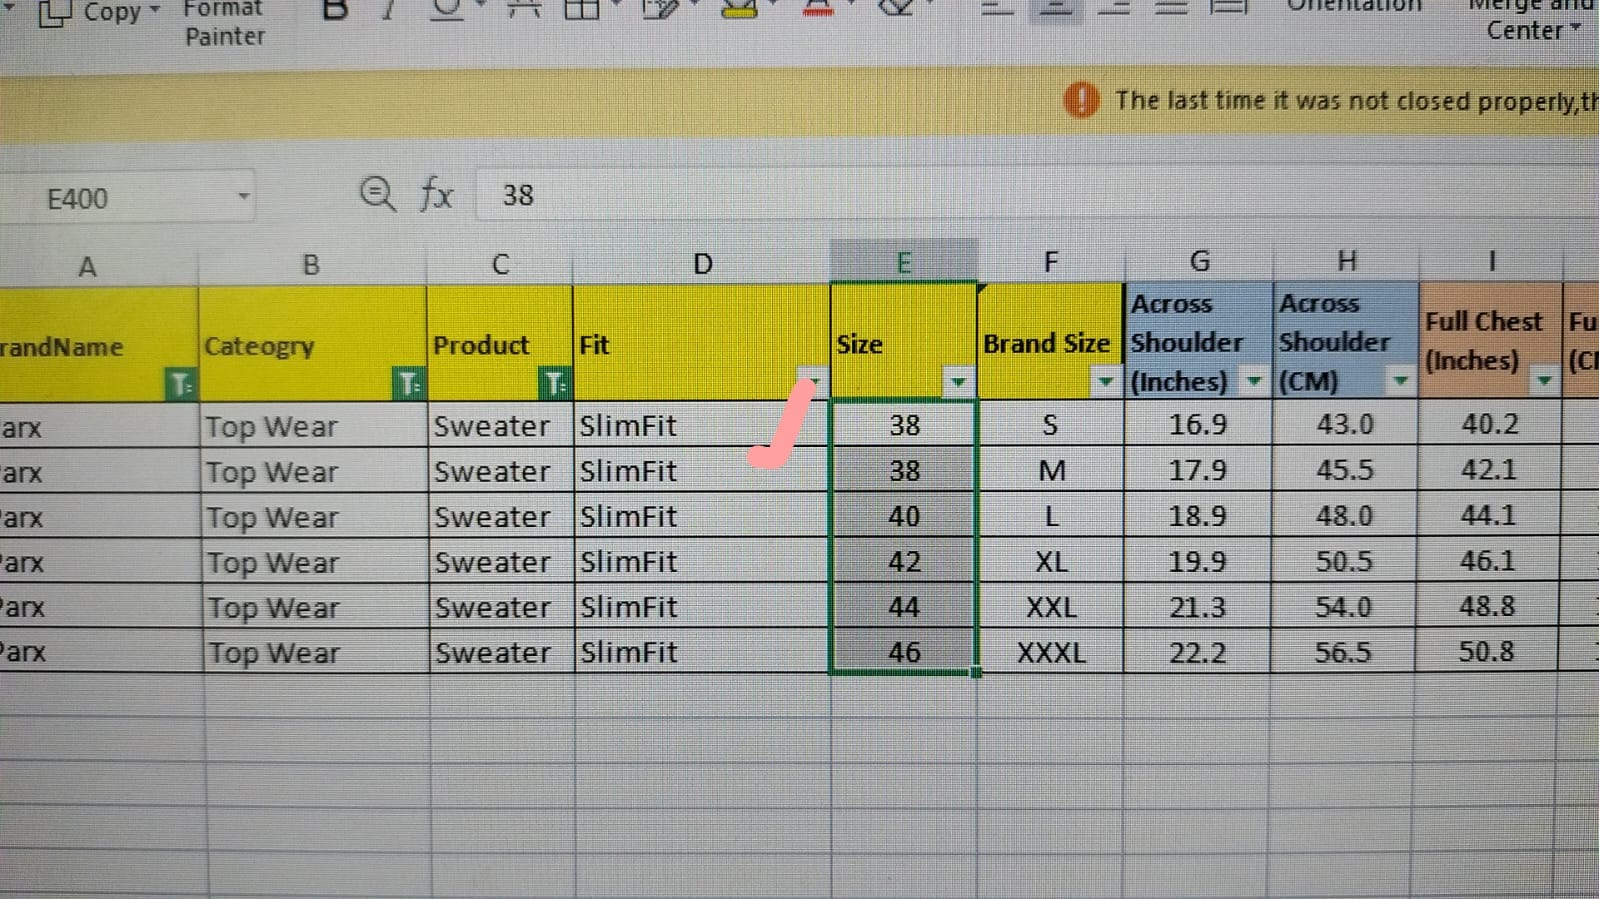 Copy
Format
Painter
B I U
Orientation
Merge and
Center
The last time it was not closed properly,th
E400 fx 38
A B C D E F G H I
randName Cateogry Product Fit Size Brand Size Across Shoulder (Inches) Across Shoulder (CM) Full Chest (Inches) Fu
arx Top Wear Sweater SlimFit 38 S 16.9 43.0 40.2
arx Top Wear Sweater SlimFit 38 M 17.9 45.5 42.1
arx Top Wear Sweater SlimFit 40 L 18.9 48.0 44.1
arx Top Wear Sweater SlimFit 42 XL 19.9 50.5 46.1
Parx Top Wear Sweater SlimFit 44 XXL 21.3 54.0 48.8
Parx Top Wear Sweater SlimFit 46 XXXL 22.2 56.5 50.8